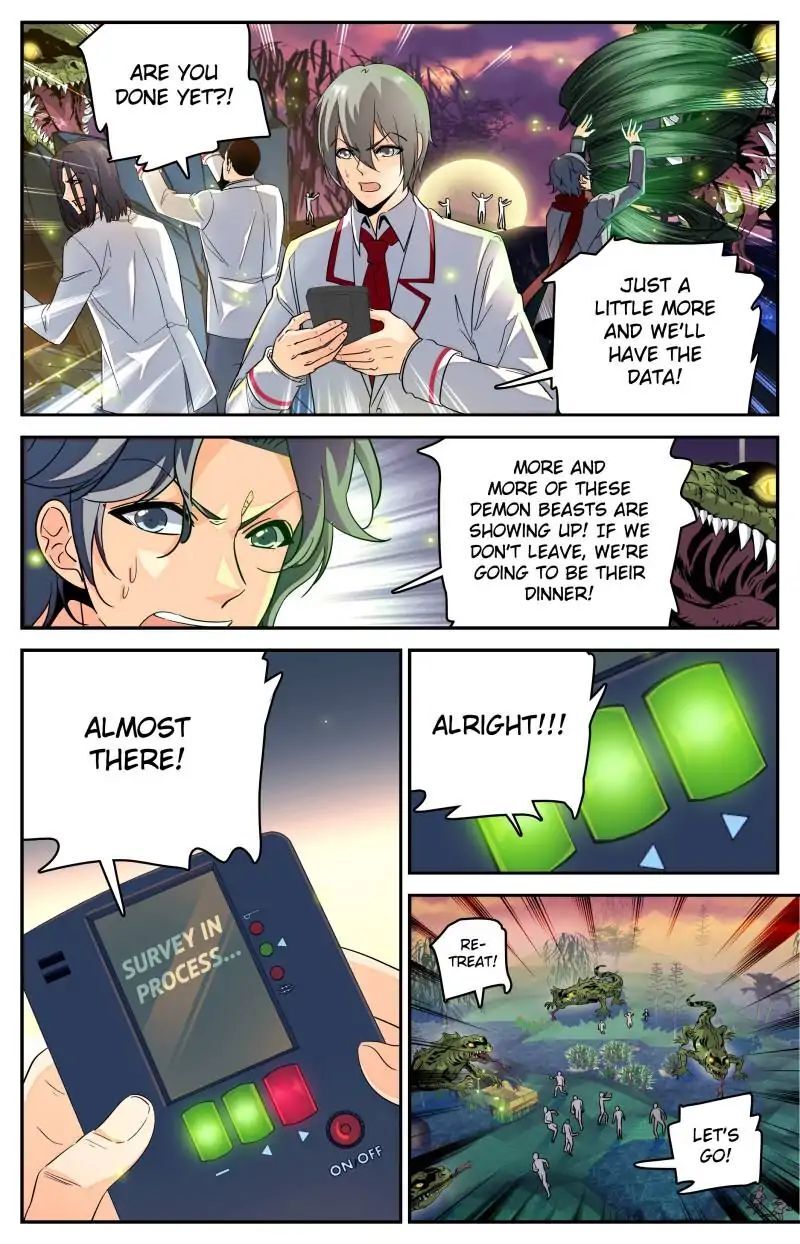 ARE YOU
DONE YET?!
JUST A
LITTLE MORE
AND WE'LL
HAVE THE
DATA!
MORE AND
MORE OF THESE
DEMON BEASTS ARE
SHOWING UP! IF WE
DON'T LEAVE, WE'RE
GOING TO BE THEIR
DINNER!
ALMOST
THERE!
SURVEY IN
PROCESS...
ON/OFF
ALRIGHT!!!
RE-
TREAT!
LET'S
GO!